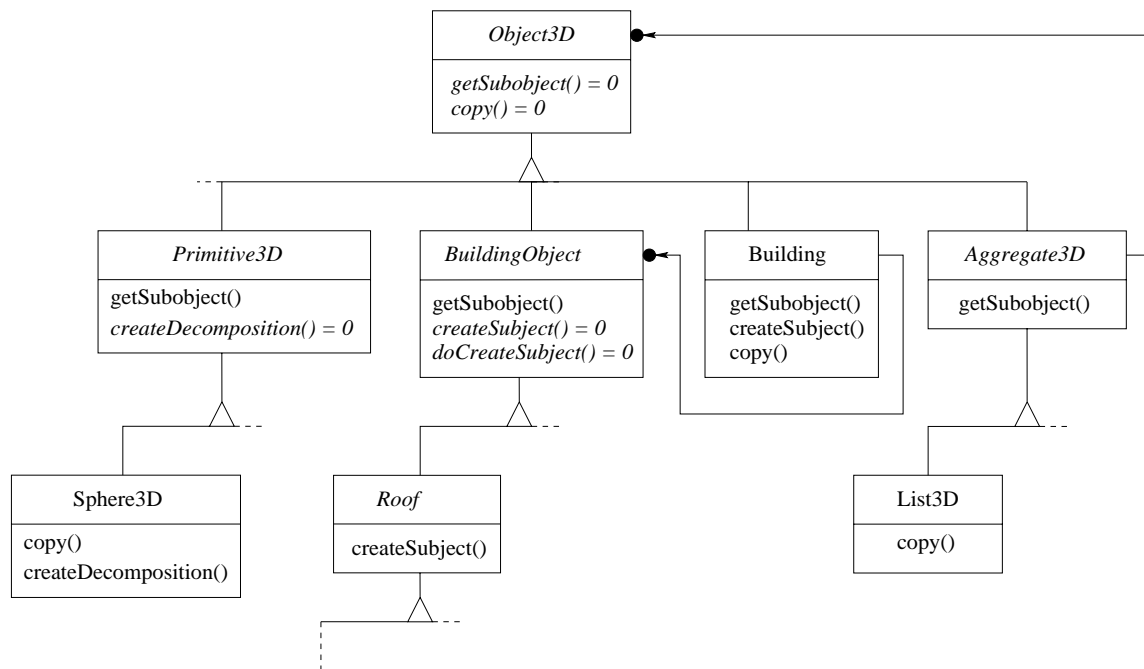 Object3D
getSubobject() = 0
copy() = 0
Primitive3D
getSubobject()
createDecomposition() = 0
BuildingObject
getSubobject()
createSubject() = 0
doCreateSubject() = 0
Building
getSubobject()
createSubject()
copy()
Aggregate3D
getSubobject()
Sphere3D
copy()
createDecomposition()
Roof
createSubject()
List3D
copy()